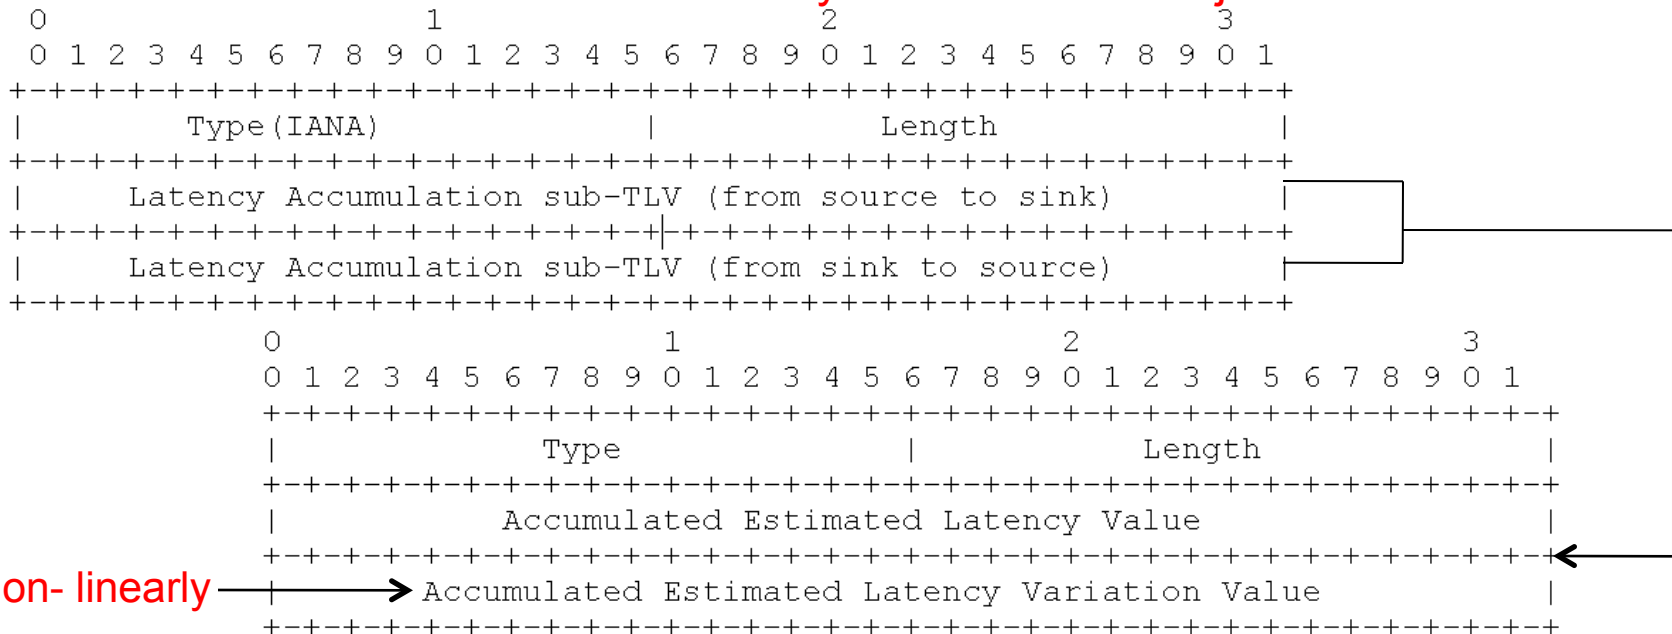 0                   1                   2                   3
0 1 2 3 4 5 6 7 8 9 0 1 2 3 4 5 6 7 8 9 0 1 2 3 4 5 6 7 8 9 0 1
+-+-+-+-+-+-+-+-+-+-+-+-+-+-+-+-+-+-+-+-+-+-+-+-+-+-+-+-+-+-+-+-+
| Type(IANA) | Length |
+-+-+-+-+-+-+-+-+-+-+-+-+-+-+-+-+-+-+-+-+-+-+-+-+-+-+-+-+-+-+-+-+
| Latency Accumulation sub-TLV (from source to sink) |
+-+-+-+-+-+-+-+-+-+-+-+-+-+-+-+-+-+-+-+-+-+-+-+-+-+-+-+-+-+-+-+-+
| Latency Accumulation sub-TLV (from sink to source) |
+-+-+-+-+-+-+-+-+-+-+-+-+-+-+-+-+-+-+-+-+-+-+-+-+-+-+-+-+-+-+-+-+
0                   1                   2                   3
0 1 2 3 4 5 6 7 8 9 0 1 2 3 4 5 6 7 8 9 0 1 2 3 4 5 6 7 8 9 0 1
+-+-+-+-+-+-+-+-+-+-+-+-+-+-+-+-+-+-+-+-+-+-+-+-+-+-+-+-+-+-+-+-+
| Type | Length |
+-+-+-+-+-+-+-+-+-+-+-+-+-+-+-+-+-+-+-+-+-+-+-+-+-+-+-+-+-+-+-+-+
| Accumulated Estimated Latency Value |
+-+-+-+-+-+-+-+-+-+-+-+-+-+-+-+-+-+-+-+-+-+-+-+-+-+-+-+-+-+-+-+-+
on- linearly | Accumulated Estimated Latency Variation Value |
+-+-+-+-+-+-+-+-+-+-+-+-+-+-+-+-+-+-+-+-+-+-+-+-+-+-+-+-+-+-+-+-+